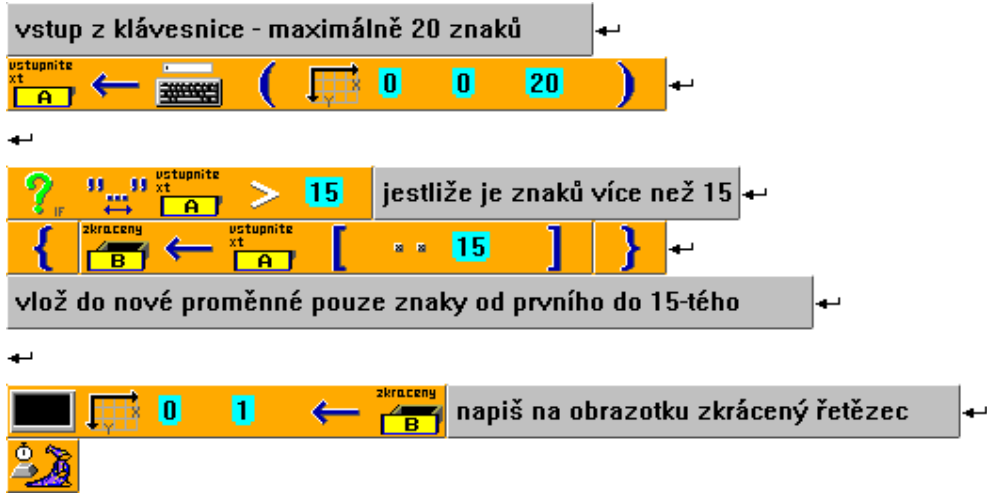 vstup z klávesnice - maximálně 20 znaků
vstupnite xt A ( X Y 0 0 20 )
? IF "..." vstupnite xt A > 15 jestliže je znaků více než 15
{ zkraceny B vstupnite xt A [ .. 15 ] }
vlož do nové proměnné pouze znaky od prvního do 15-tého
X Y 0 1 zkraceny B napiš na obrazotku zkrácený řetězec